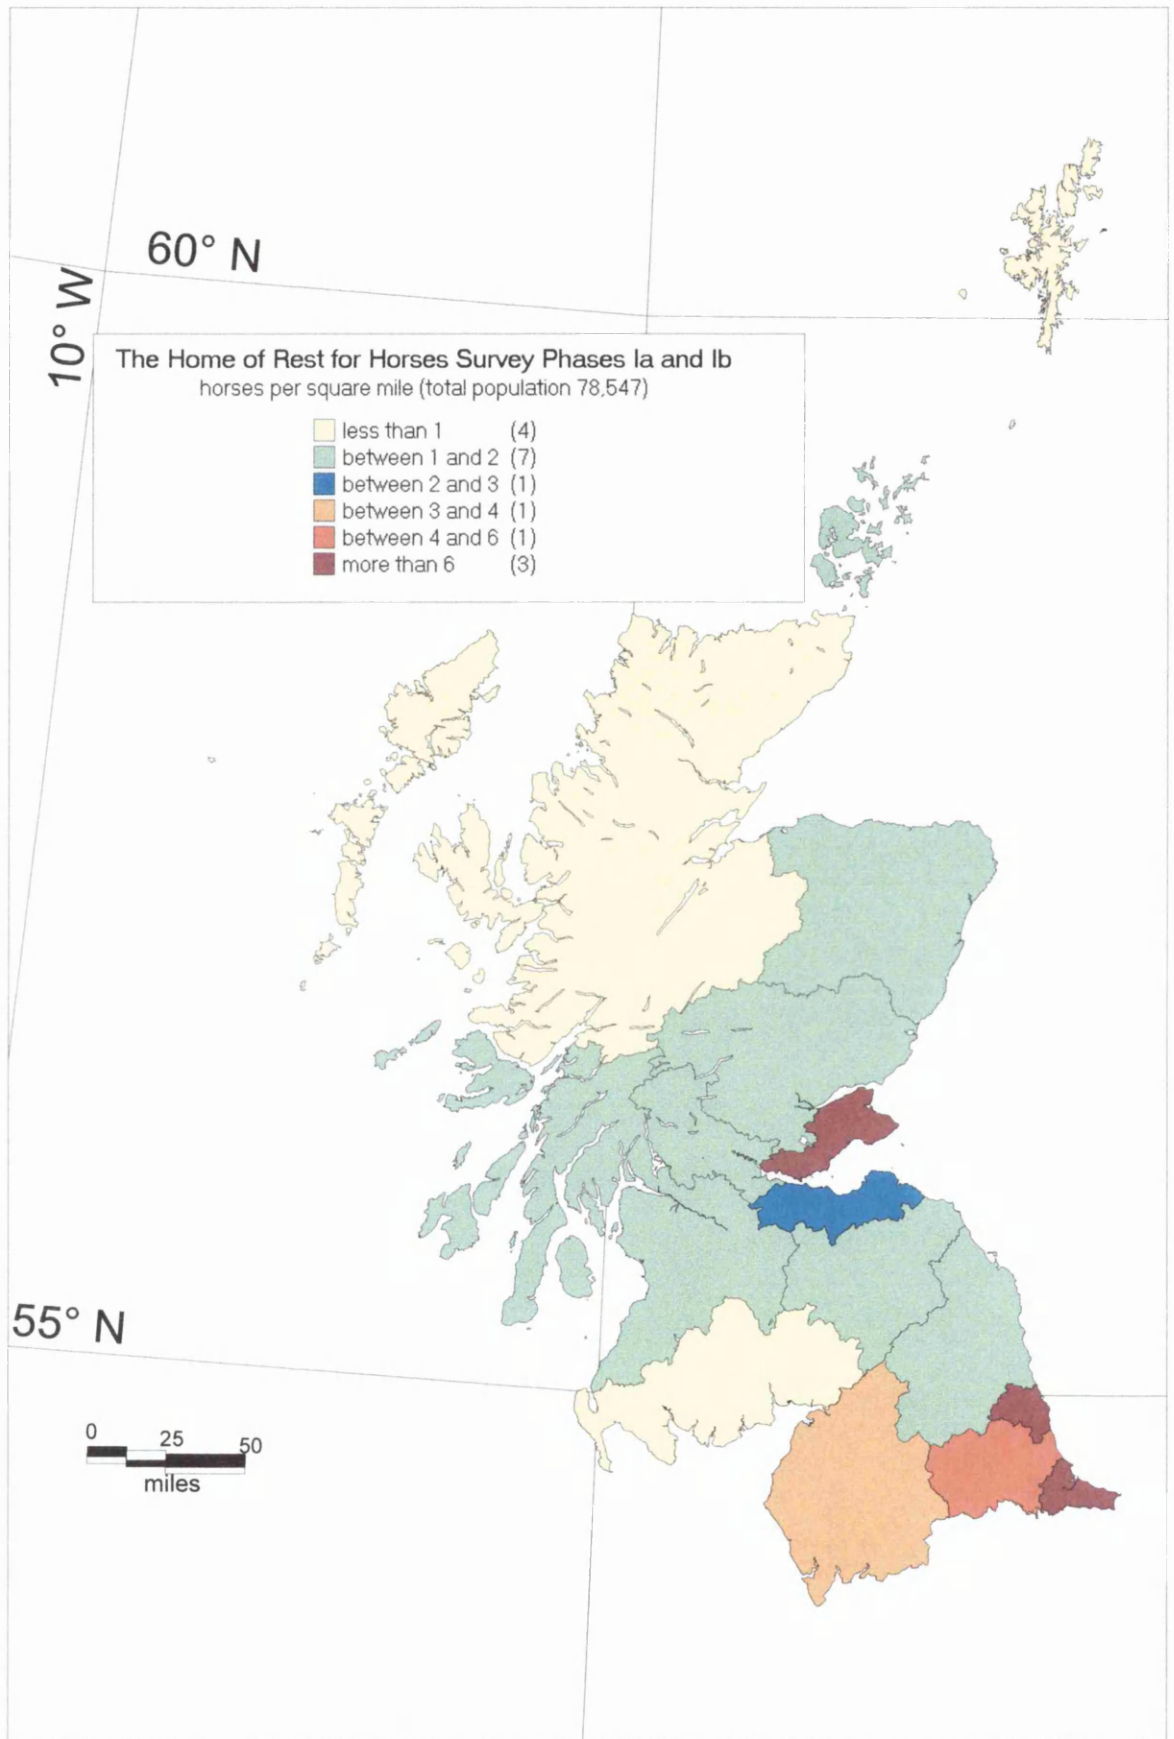 60° N
10° W
The Home of Rest for Horses Survey Phases Ia and Ib
horses per square mile (total population 78,547)
less than 1 (4)
between 1 and 2 (7)
between 2 and 3 (1)
between 3 and 4 (1)
between 4 and 6 (1)
more than 6 (3)
55° N
0 25 50
miles